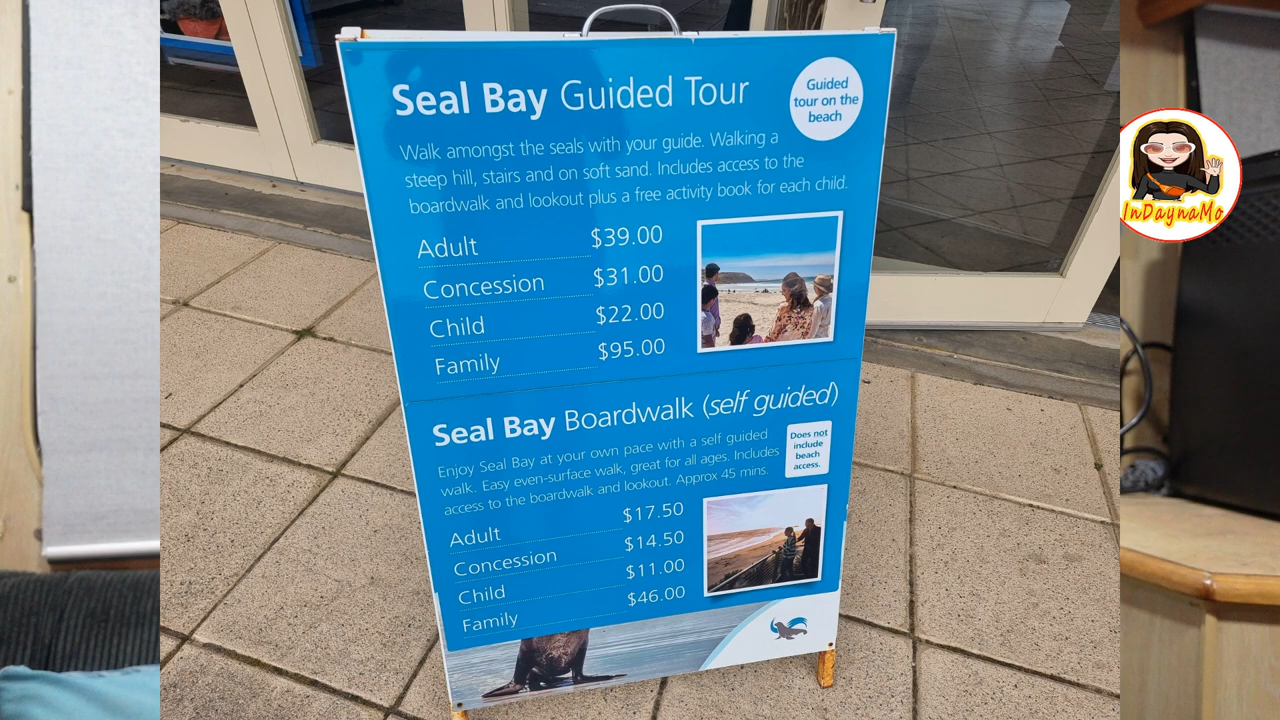 Seal Bay Guided Tour
Guided
tour on the
beach
Walk amongst the seals with your guide. Walking a
steep hill, stairs and on soft sand. Includes access to the
boardwalk and lookout plus a free activity book for each child.
Adult $39.00
Concession $31.00
Child $22.00
Family $95.00
Seal Bay Boardwalk (self guided)
Does not
include
beach
access.
Enjoy Seal Bay at your own pace with a self guided
walk. Easy even-surface walk, great for all ages. Includes
access to the boardwalk and lookout. Approx 45 mins.
Adult $17.50
Concession $14.50
Child $11.00
Family $46.00
InDaynaMo